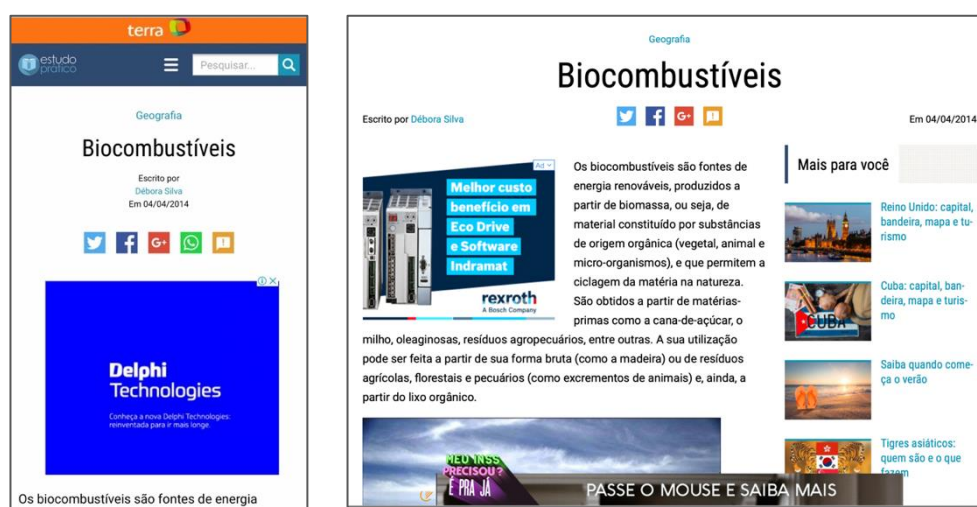 terra
estudo
prático
Pesquisar...
Geografia
Biocombustíveis
Escrito por
Débora Silva
Em 04/04/2014
G+
Delphi
Technologies
Conheça a nova Delphi Technologies:
reinventada para ir mais longe.
Os biocombustíveis são fontes de energia
Geografia
Biocombustíveis
Escrito por Débora Silva
G+
Em 04/04/2014
Ad
Melhor custo
benefício em
Eco Drive
e Software
Indramat
rexroth
A Bosch Company
Os biocombustíveis são fontes de
energia renováveis, produzidos a
partir de biomassa, ou seja, de
material constituído por substâncias
de origem orgânica (vegetal, animal e
micro-organismos), e que permitem a
ciclagem da matéria na natureza.
São obtidos a partir de matérias-
primas como a cana-de-açúcar, o
milho, oleaginosas, resíduos agropecuários, entre outras. A sua utilização
pode ser feita a partir de sua forma bruta (como a madeira) ou de resíduos
agrícolas, florestais e pecuários (como excrementos de animais) e, ainda, a
partir do lixo orgânico.
MEU INSS
PRECISOU?
É PRA JÁ
PASSE O MOUSE E SAIBA MAIS
Mais para você
Reino Unido: capital,
bandeira, mapa e tu-
rismo
CUBA
Cuba: capital, ban-
deira, mapa e turis-
mo
Saiba quando come-
ça o verão
Tigres asiáticos:
quem são e o que
fazem